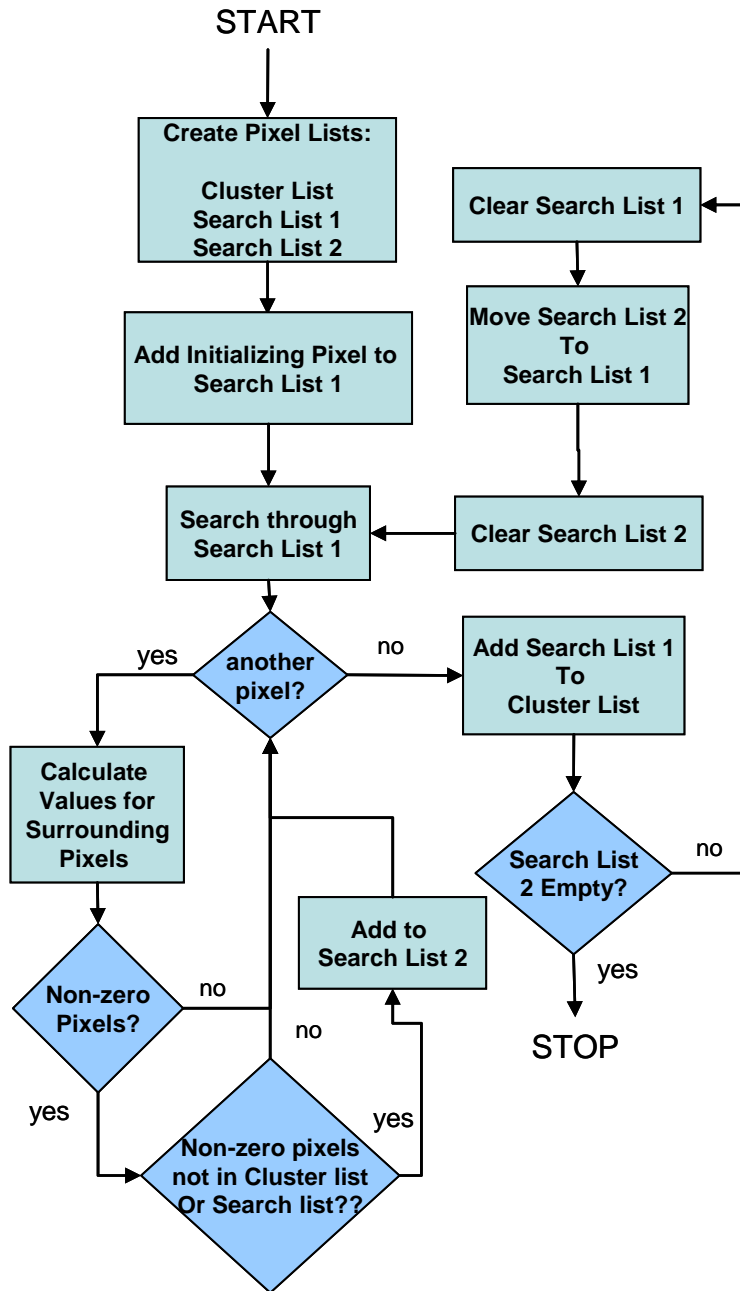 START
Create Pixel Lists:
Cluster List
Search List 1
Search List 2
Clear Search List 1
Add Initializing Pixel to
Search List 1
Move Search List 2
To
Search List 1
Search through
Search List 1
Clear Search List 2
another
pixel?
yes
no
Add Search List 1
To
Cluster List
Calculate
Values for
Surrounding
Pixels
Search List
2 Empty?
no
yes
STOP
Add to
Search List 2
Non-zero
Pixels?
no
yes
no
yes
Non-zero pixels
not in Cluster list
Or Search list??